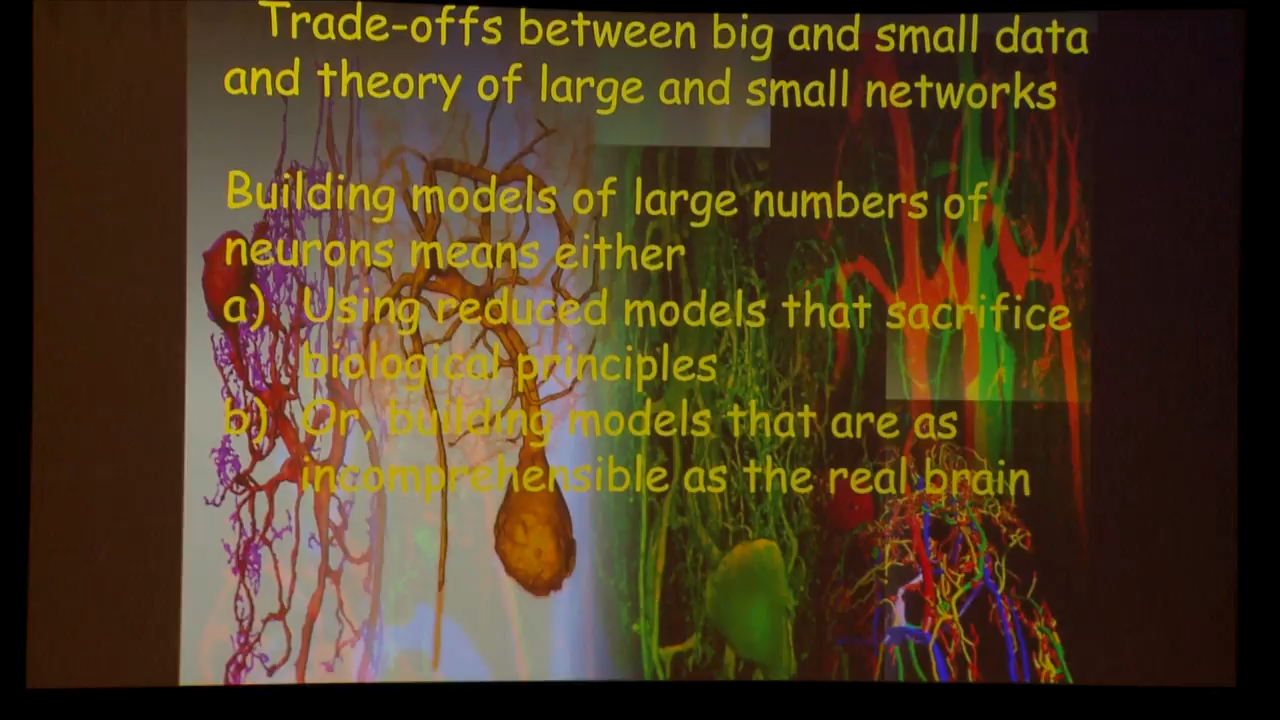 Trade-offs between big and small data
and theory of large and small networks
Building models of large numbers of
neurons means either
a) Using reduced models that sacrifice
biological principles
b) Or, building models that are as
incomprehensible as the real brain